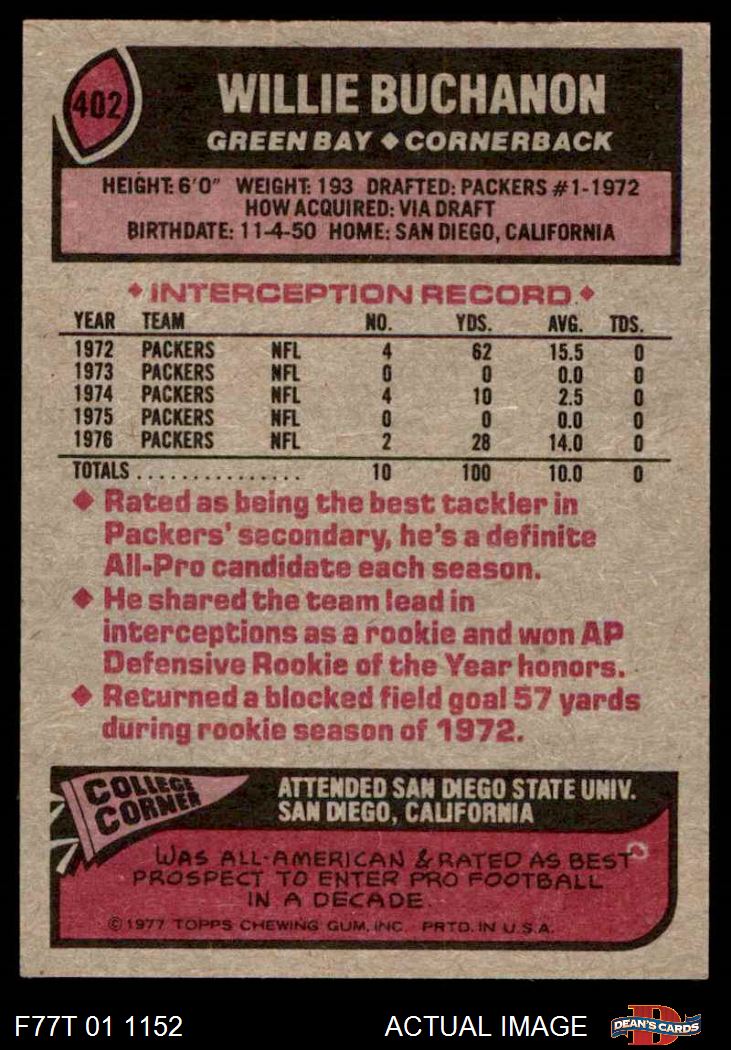 402
WILLIE BUCHANON
GREEN BAY ◆ CORNERBACK
HEIGHT: 6'0" WEIGHT: 193 DRAFTED: PACKERS #1-1972
HOW ACQUIRED: VIA DRAFT
BIRTHDATE: 11-4-50 HOME: SAN DIEGO, CALIFORNIA
◆ INTERCEPTION RECORD ◆
YEAR TEAM NO. YDS. AVG. TDS.
1972 PACKERS NFL 4 62 15.5 0
1973 PACKERS NFL 0 0 0.0 0
1974 PACKERS NFL 4 10 2.5 0
1975 PACKERS NFL 0 0 0.0 0
1976 PACKERS NFL 2 28 14.0 0
TOTALS ............... 10 100 10.0 0
◆ Rated as being the best tackler in
Packers' secondary, he's a definite
All-Pro candidate each season.
◆ He shared the team lead in
interceptions as a rookie and won AP
Defensive Rookie of the Year honors.
◆ Returned a blocked field goal 57 yards
during rookie season of 1972.
COLLEGE
CORNER
ATTENDED SAN DIEGO STATE UNIV.
SAN DIEGO, CALIFORNIA
WAS ALL-AMERICAN & RATED AS BEST
PROSPECT TO ENTER PRO FOOTBALL
IN A DECADE.
©1977 TOPPS CHEWING GUM, INC. PRTD. IN U.S.A.
F77T 01 1152 ACTUAL IMAGE D DEAN'S CARDS